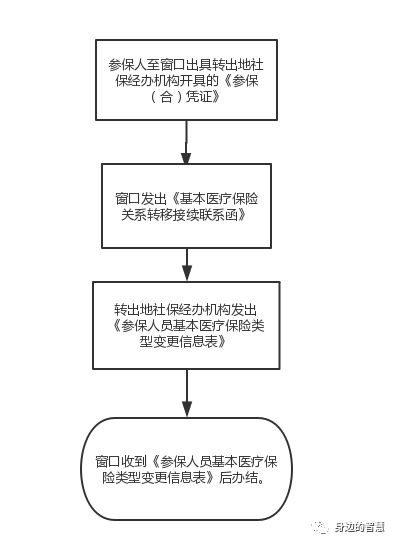 参保人至窗口出具转出地社
保经办机构开具的《参保
（合）凭证》
窗口发出《基本医疗保险
关系转移接续联系函》
转出地社保经办机构发出
《参保人员基本医疗保险类
型变更信息表》
窗口收到《参保人员基本医疗保
险类型变更信息表》后办结。
身边的智慧